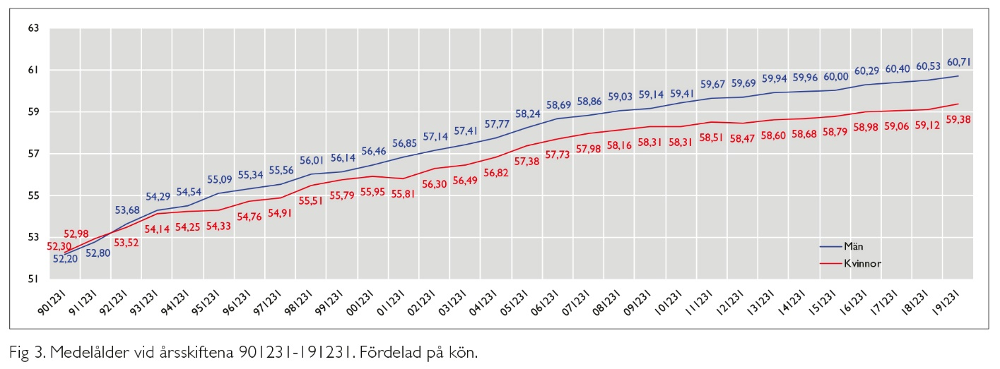 63
61
59
57
55
53
51
52,20 52,80 53,68 54,29 54,54 55,09 55,34 55,56 56,01 56,14 56,46 56,85 57,14 57,41 57,77 58,24 58,69 58,86 59,03 59,14 59,41 59,67 59,69 59,94 59,96 60,00 60,29 60,40 60,53 60,71
52,30 52,98 53,52 54,14 54,25 54,33 54,76 54,91 55,51 55,79 55,95 55,81 56,30 56,49 56,82 57,38 57,73 57,98 58,16 58,31 58,31 58,51 58,47 58,60 58,68 58,79 58,98 59,06 59,12 59,38
Män
Kvinnor
901231 911231 921231 931231 941231 951231 961231 971231 981231 991231 001231 011231 021231 031231 041231 051231 061231 071231 081231 091231 101231 111231 121231 131231 141231 151231 161231 171231 181231 191231
Fig 3. Medelålder vid årsskiftena 901231-191231. Fördelad på kön.